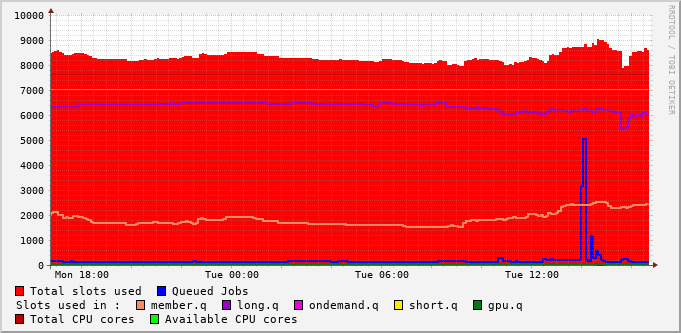 10000
9000
8000
7000
6000
5000
4000
3000
2000
1000
0
Mon 18:00 Tue 00:00 Tue 06:00 Tue 12:00
RRDTOOL / TOBI OETIKER
Total slots used Queued Jobs
Slots used in : member.q long.q ondemand.q short.q gpu.q
Total CPU cores Available CPU cores